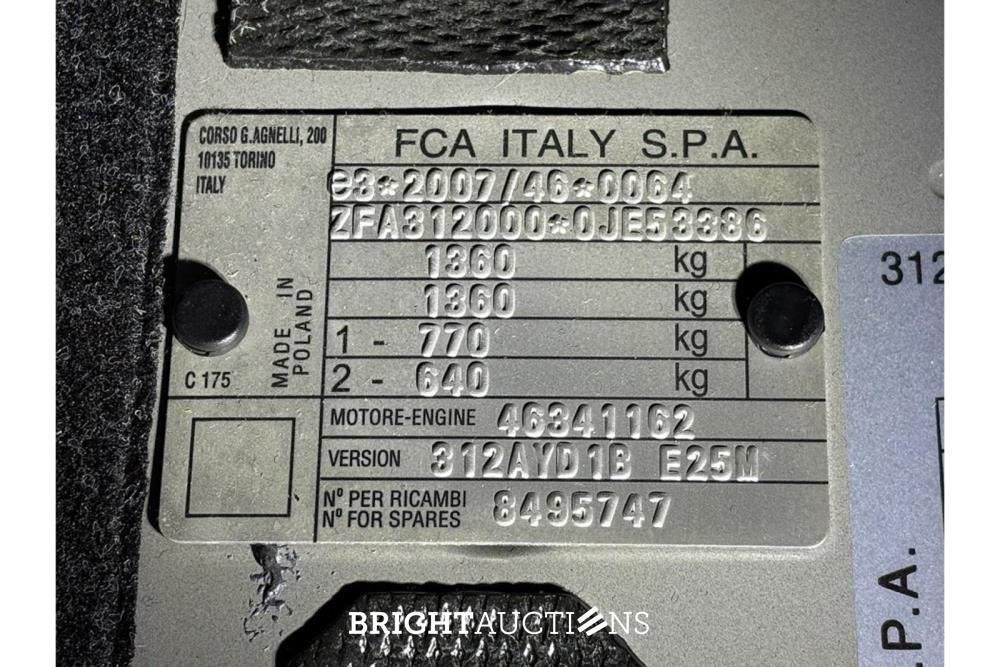 CORSO G.AGNELLI, 200
10135 TORINO
ITALY
FCA ITALY S.P.A.
e3*2007/46*0064
ZFA312000*0JE53386
1360 kg
1360 kg
1 - 770 kg
2 - 640 kg
MADE IN
POLAND
C 175
MOTORE-ENGINE 46341162
VERSION 312AYD1B E25M
Nº PER RICAMBI
Nº FOR SPARES 8495747
312
P.A.
BRIGHTAUCTIONS